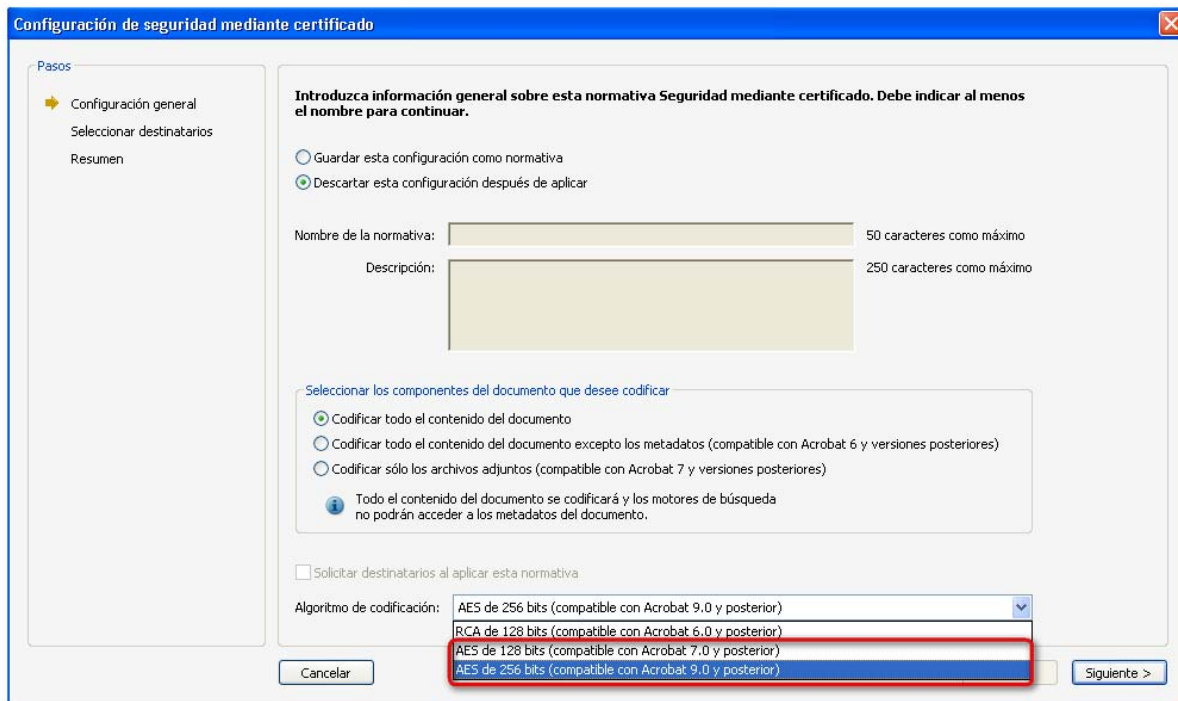 Configuración de seguridad mediante certificado
Pasos
Configuración general
Seleccionar destinatarios
Resumen
Introduzca información general sobre esta normativa Seguridad mediante certificado. Debe indicar al menos
el nombre para continuar.
Guardar esta configuración como normativa
Descartar esta configuración después de aplicar
Nombre de la normativa:
50 caracteres como máximo
Descripción:
250 caracteres como máximo
Seleccionar los componentes del documento que desee codificar
Codificar todo el contenido del documento
Codificar todo el contenido del documento excepto los metadatos (compatible con Acrobat 6 y versiones posteriores)
Codificar sólo los archivos adjuntos (compatible con Acrobat 7 y versiones posteriores)
Todo el contenido del documento se codificará y los motores de búsqueda
no podrán acceder a los metadatos del documento.
Solicitar destinatarios al aplicar esta normativa
Algoritmo de codificación:
AES de 256 bits (compatible con Acrobat 9.0 y posterior)
RCA de 128 bits (compatible con Acrobat 6.0 y posterior)
AES de 128 bits (compatible con Acrobat 7.0 y posterior)
AES de 256 bits (compatible con Acrobat 9.0 y posterior)
Cancelar
Siguiente >